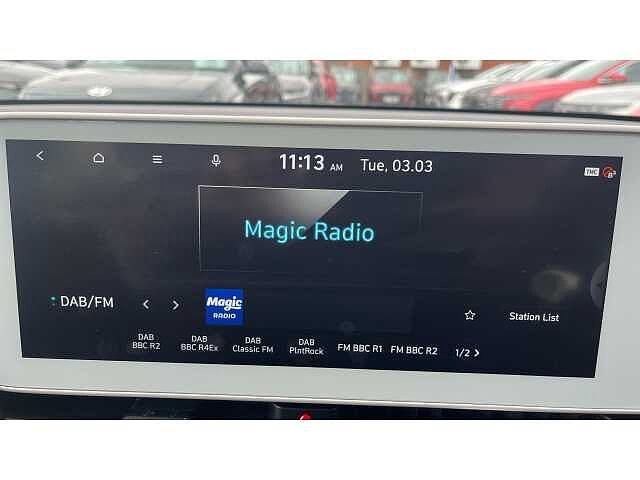 11:13 AM Tue, 03.03
TMC
Magic Radio
DAB/FM
Magic
RADIO
Station List
DAB
BBC R2
DAB
BBC R4Ex
DAB
Classic FM
DAB
PlntRock
FM BBC R1
FM BBC R2
1/2